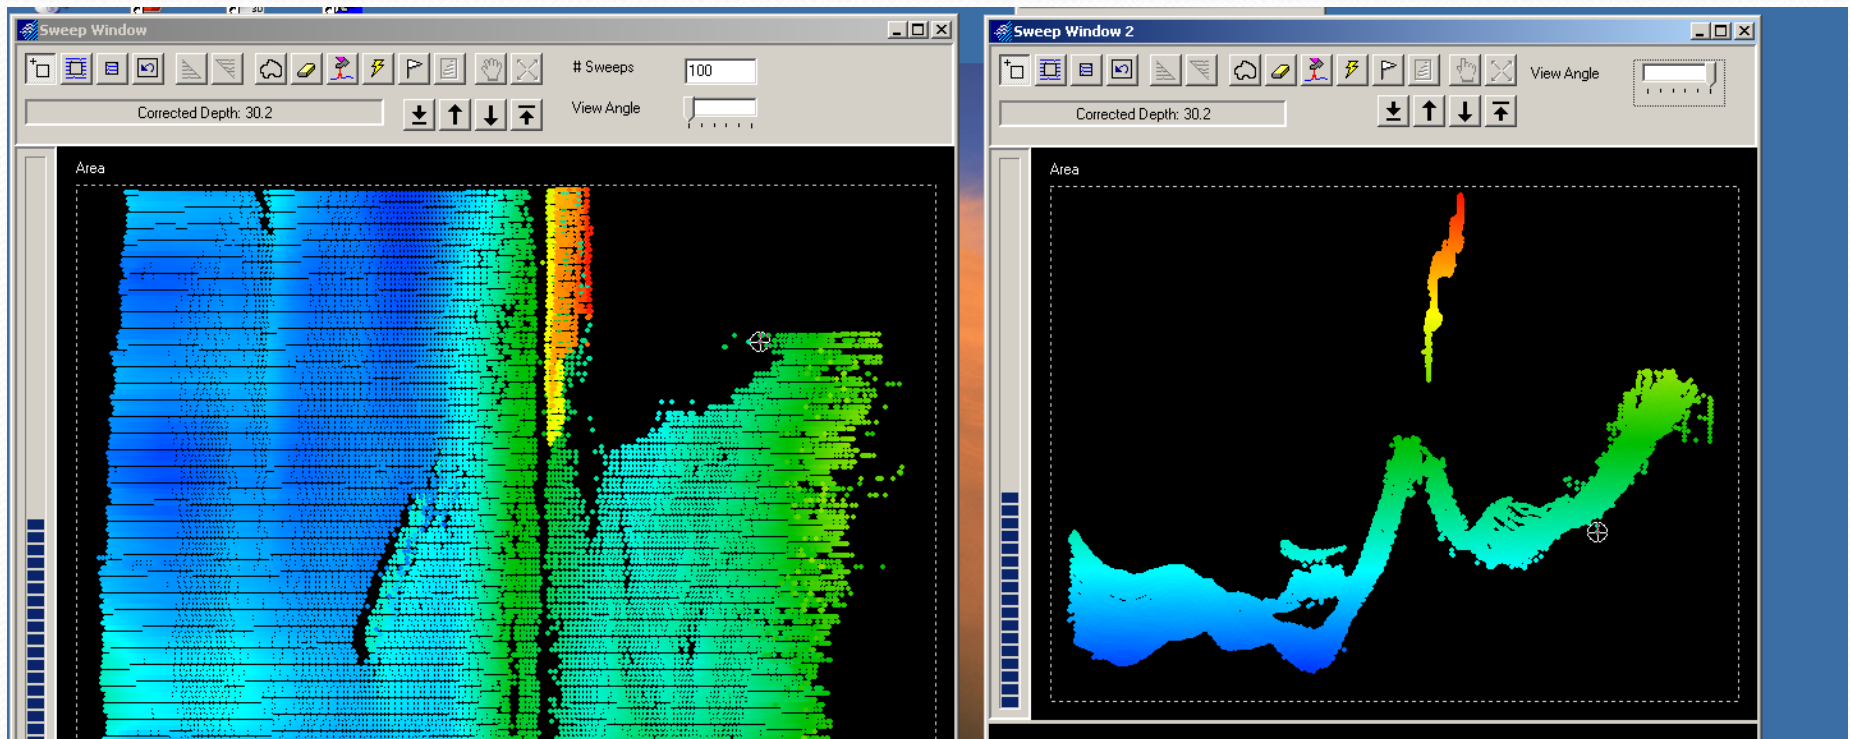 3D
Sweep Window
# Sweeps
100
Corrected Depth: 30.2
View Angle
Area
Sweep Window 2
View Angle
Corrected Depth: 30.2
Area